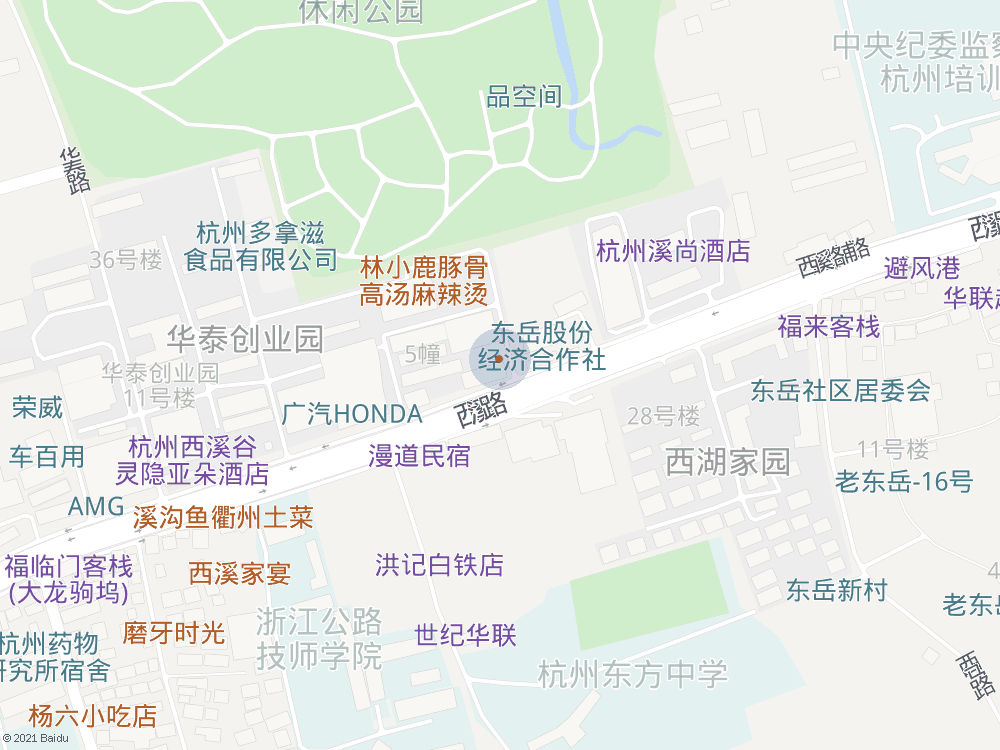 休闲公园
中央纪委监察
杭州培训
品空间
华泰路
西溪路
杭州多拿滋
食品有限公司
36号楼
林小鹿豚骨
高汤麻辣烫
杭州溪尚酒店
西溪路辅路
避风港
华联超
福来客栈
华泰创业园
5幢
东岳股份
经济合作社
华泰创业园
11号楼
荣威
广汽HONDA
西溪路
28号楼
东岳社区居委会
车百用
杭州西溪谷
灵隐亚朵酒店
漫道民宿
西湖家园
11号楼
老东岳-16号
AMG
溪沟鱼衢州土菜
福临门客栈
(大龙驹坞)
西溪家宴
洪记白铁店
东岳新村
4
老东岳
浙江公路
技师学院
磨牙时光
世纪华联
杭州药物
研究所宿舍
杭州东方中学
杨六小吃店
© 2021 Baidu